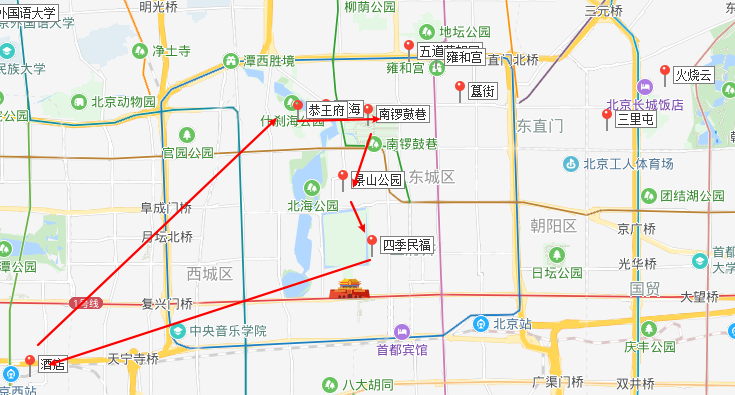 明光桥
柳荫公园
三元桥
外国语大学
净土寺
地坛公园
潭西胜境
五道营胡同
雍和宫
直门北桥
民族大学
雍和宫
火烧云
北京动物园
簋街
北京长城饭店
恭王府
海
南锣鼓巷
什刹海公园
三里屯
东直门
官园公园
南锣鼓巷
北京工人体育场
景山公园
东城区
北海公园
团结湖公园
阜成门桥
朝阳区
京广桥
月坛北桥
四季民福
潭公园
西城区
日坛公园
光华桥
首都
大学
国贸
1号线
复兴门桥
大望桥
中央音乐学院
北京站
天宁寺桥
首都宾馆
庆丰公园
酒店
京西站
八大胡同
广渠门桥
双井桥